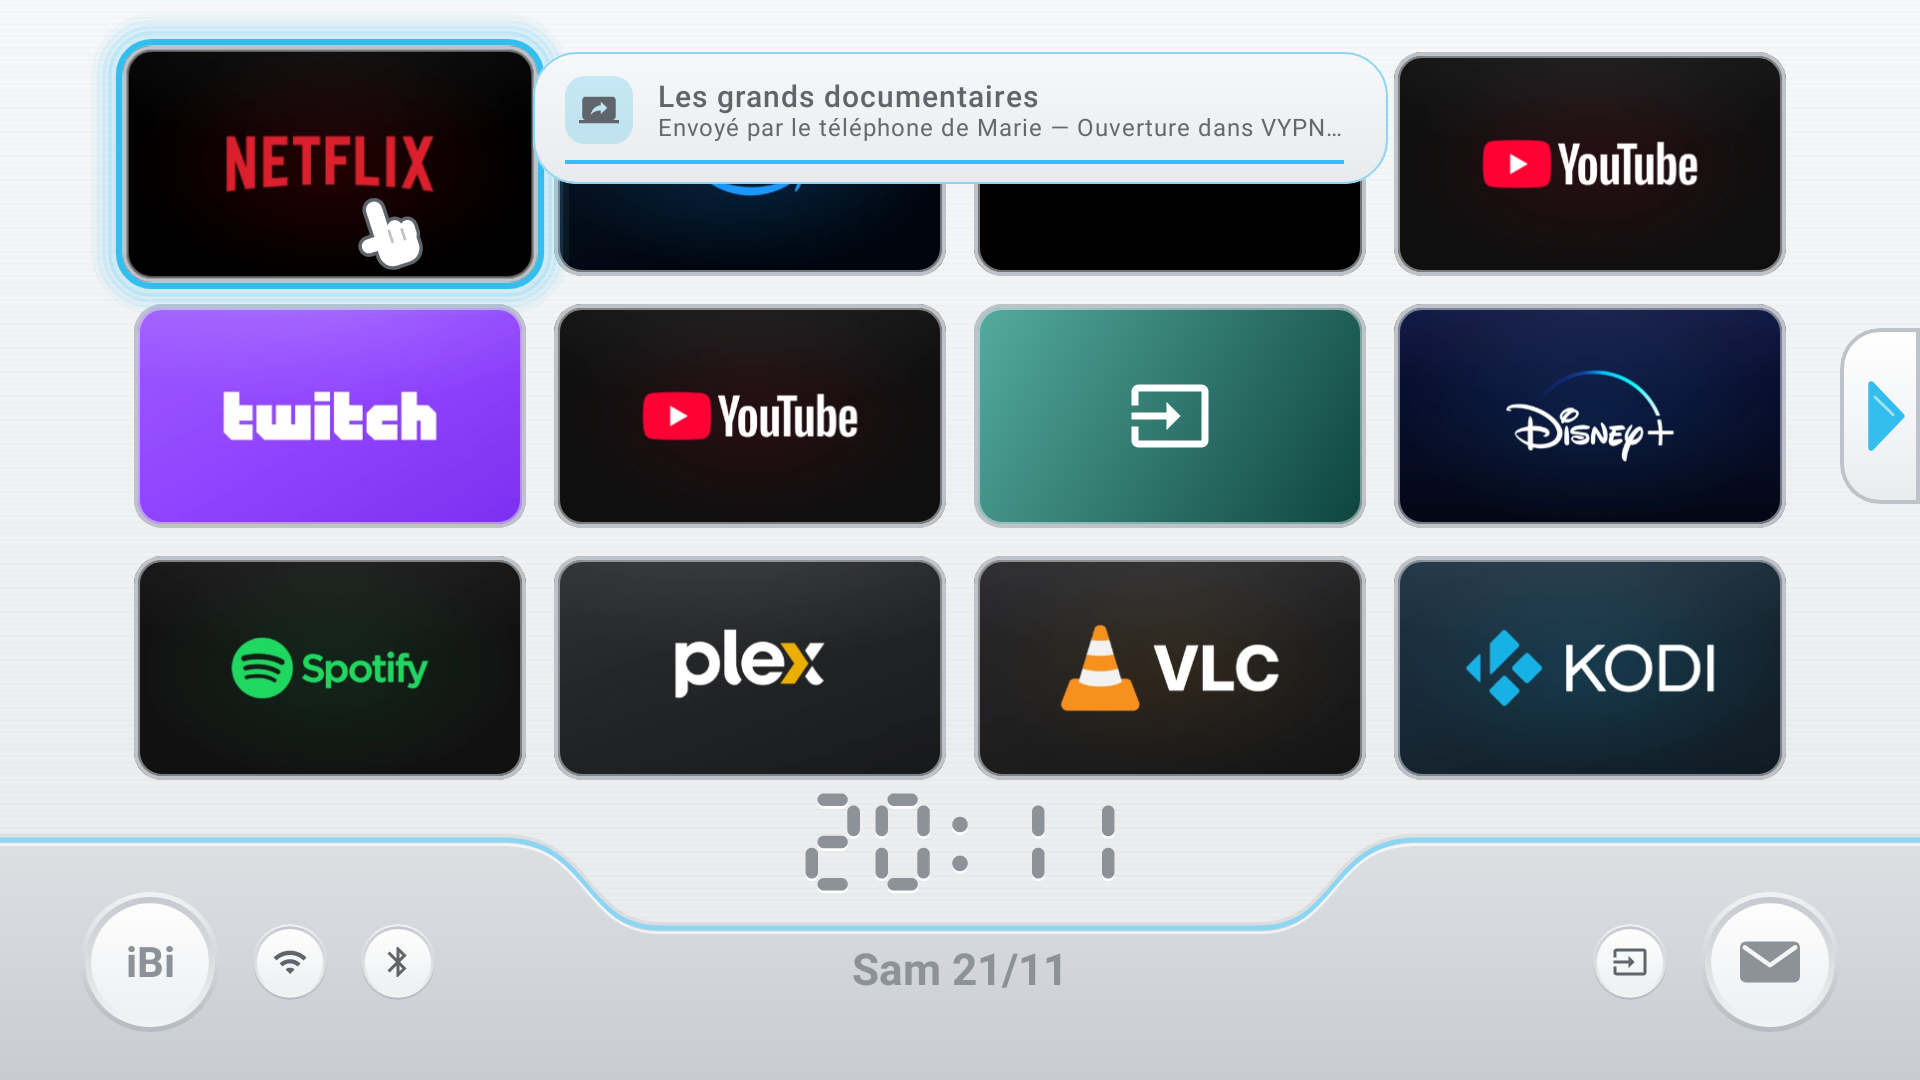 NETFLIX
Les grands documentaires
Envoyé par le téléphone de Marie — Ouverture dans VYPN…
YouTube
twitch
YouTube
Disney+
Spotify
plex
VLC
KODI
20:11
iBi
Sam 21/11